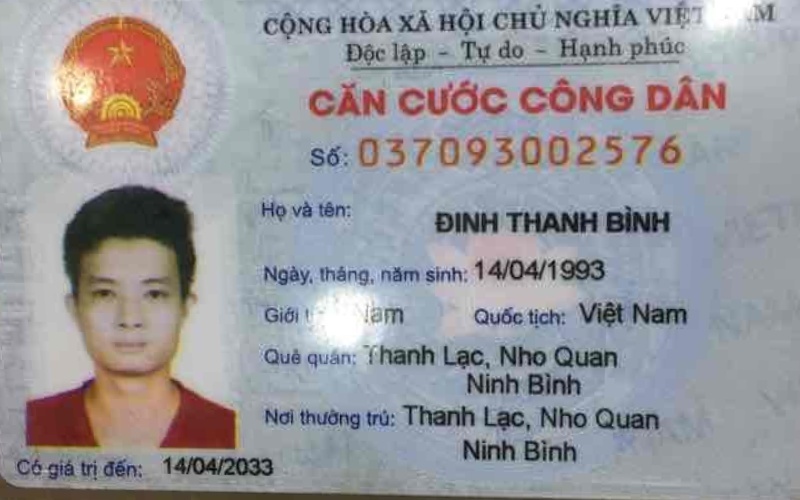 CỘNG HÒA XÃ HỘI CHỦ NGHĨA VIỆT
Độc lập - Tự do - Hạnh phúc
CĂN CƯỚC CÔNG DÂN
Số: 037093002576
Họ và tên: ĐINH THANH BÌNH
Ngày, tháng, năm sinh: 14/04/1993
Giới Nam Quốc tịch: Việt Nam
Quê quán: Thanh Lạc, Nho Quan
Ninh Bình
Nơi thường trú: Thanh Lạc, Nho Quan
Ninh Bình
Có giá trị đến: 14/04/2033